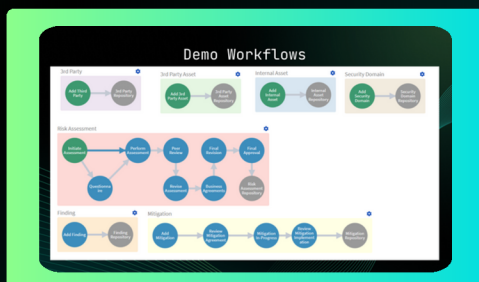 Demo Workflows
3rd Party
3rd Party Asset
Internal Asset
Security Domain
Add Third
Party
3rd Party
Repository
Add 3rd
Party Asset
3rd Party
Asset
Repository
Add
Internal
Asset
Internal
Asset
Repository
Add
Security
Domain
Security
Domain
Repository
Risk Assessment
Initiate
Assessment
Perform
Assessment
Peer
Review
Final
Revision
Final
Approval
Review
Assessment
Business
Agreements
Risk
Assessment
Repository
Finding
Mitigation
Add Finding
Finding
Repository
Add
Mitigation
Review
Mitigation
Agreement
Mitigation
In Progress
Review
Mitigation
Implement
ation
Mitigation
Repository